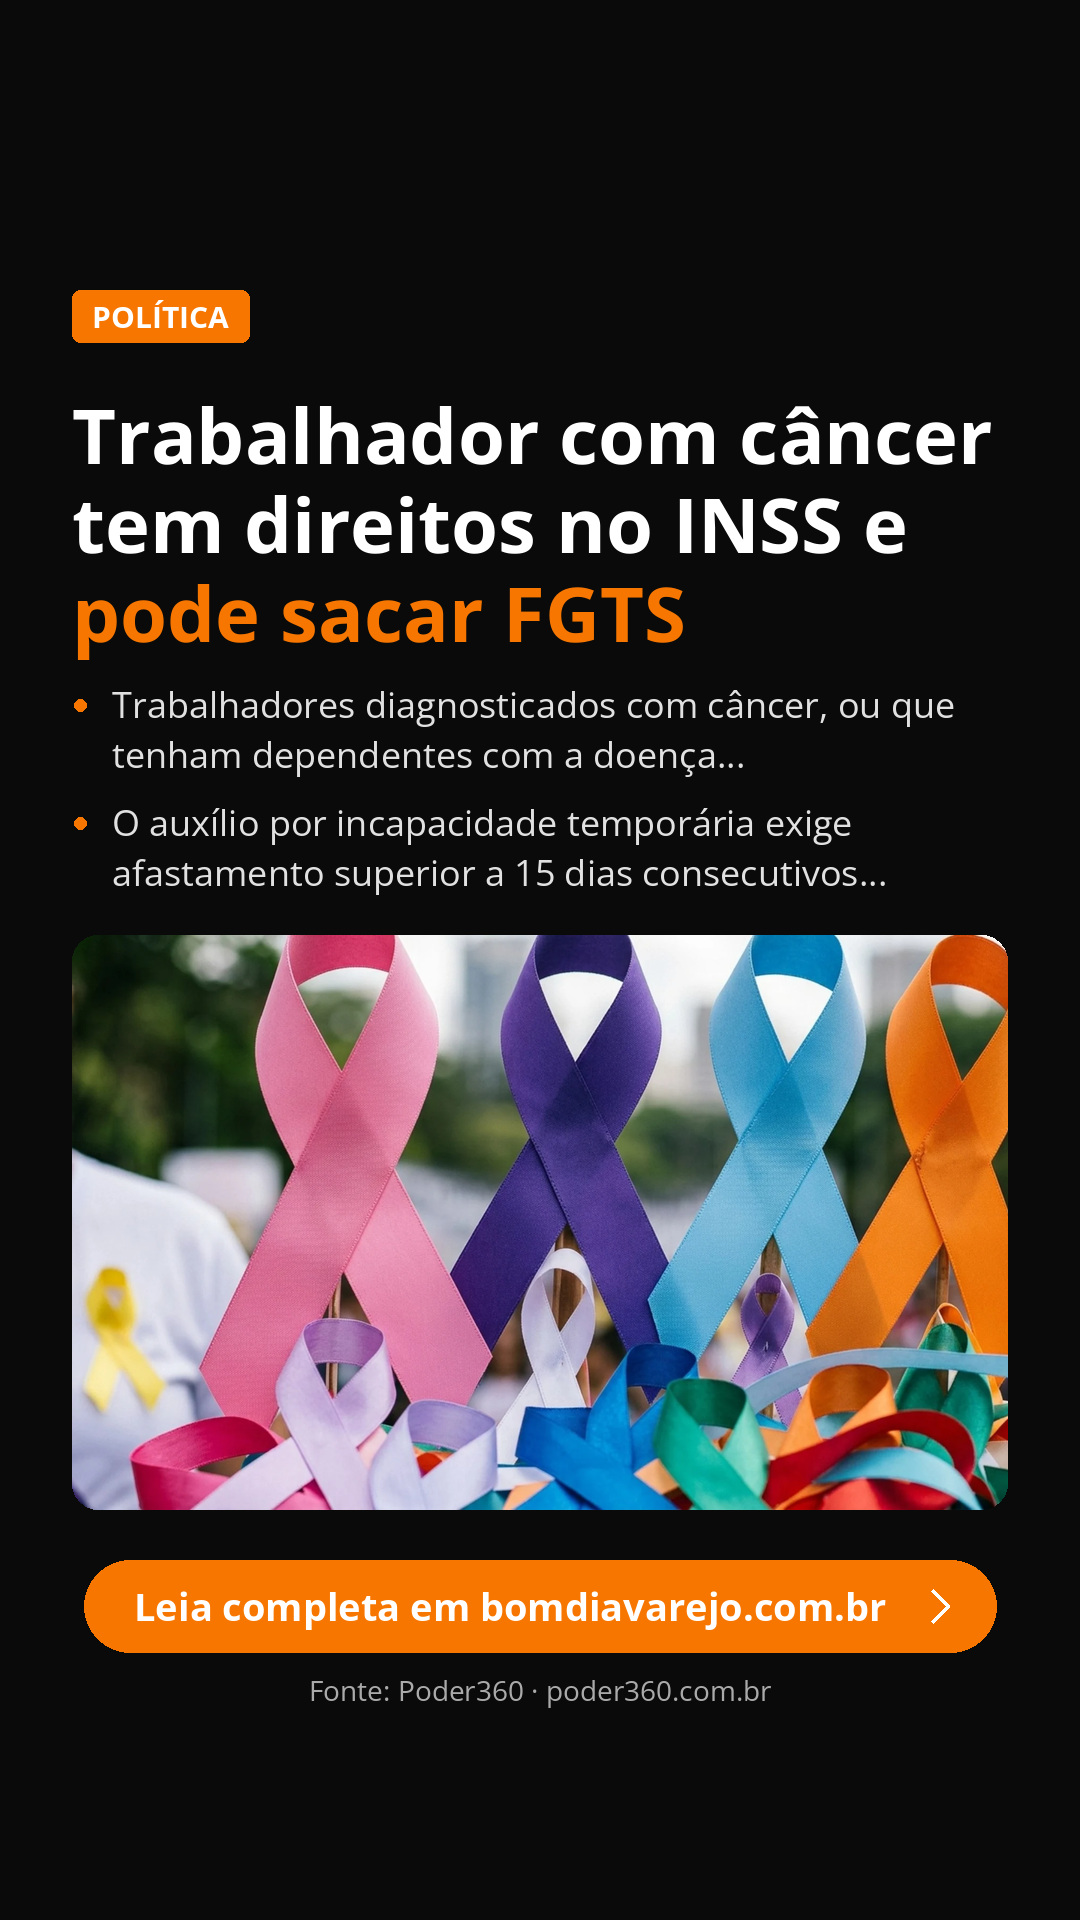 POLÍTICA
Trabalhador com câncer
tem direitos no INSS e
pode sacar FGTS
• Trabalhadores diagnosticados com câncer, ou que
tenham dependentes com a doença...
• O auxílio por incapacidade temporária exige
afastamento superior a 15 dias consecutivos...
Leia completa em bomdiavarejo.com.br
Fonte: Poder360 · poder360.com.br